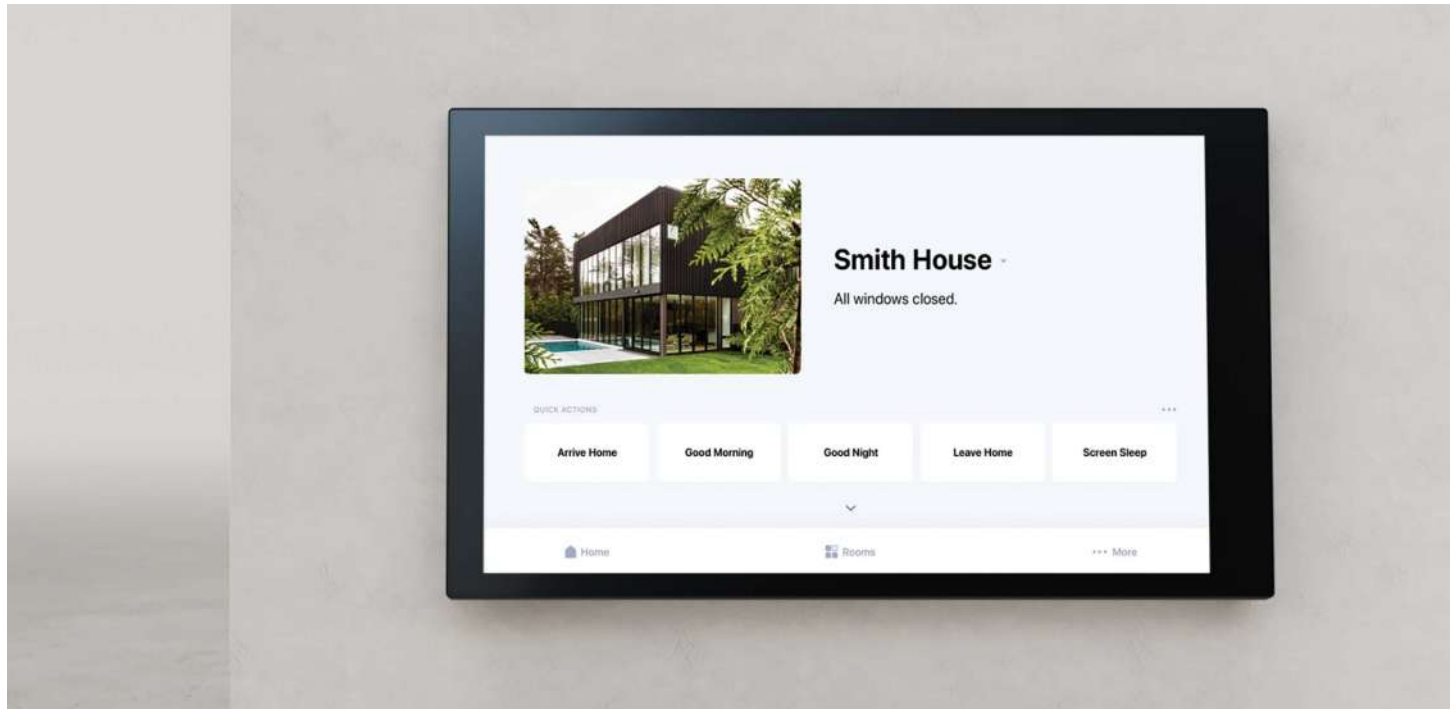 Smith House
All windows closed.
QUICK ACTIONS
Arrive Home
Good Morning
Good Night
Leave Home
Screen Sleep
Home
Rooms
More